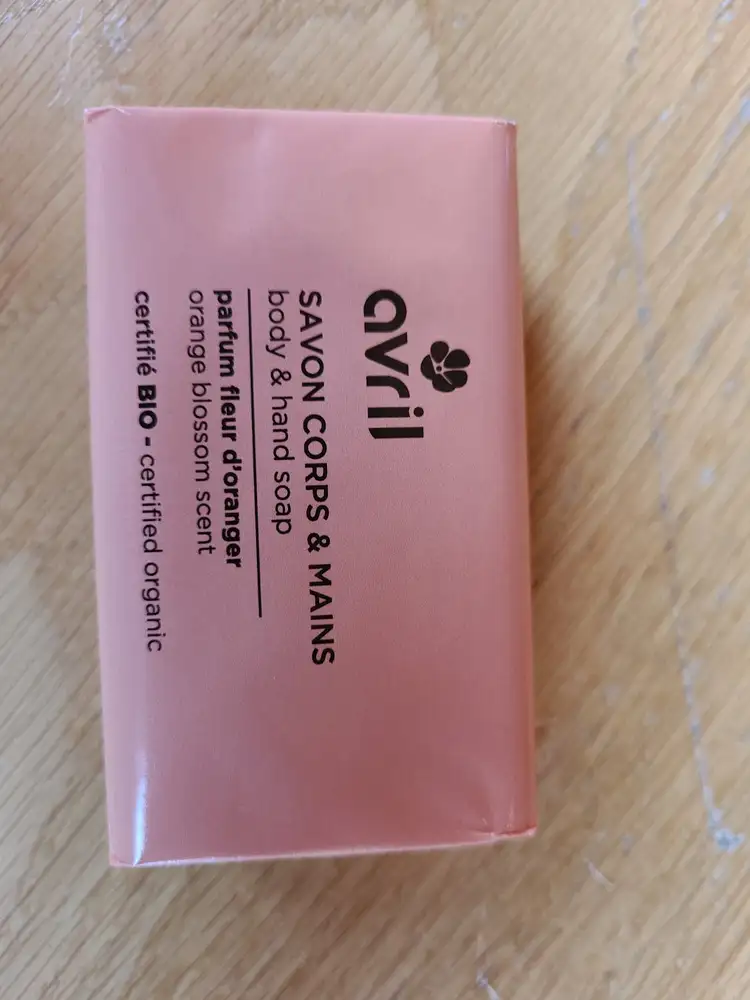 avril
SAVON CORPS & MAINS
body & hand soap
parfum fleur d'oranger
orange blossom scent
certifié BIO - certified organic